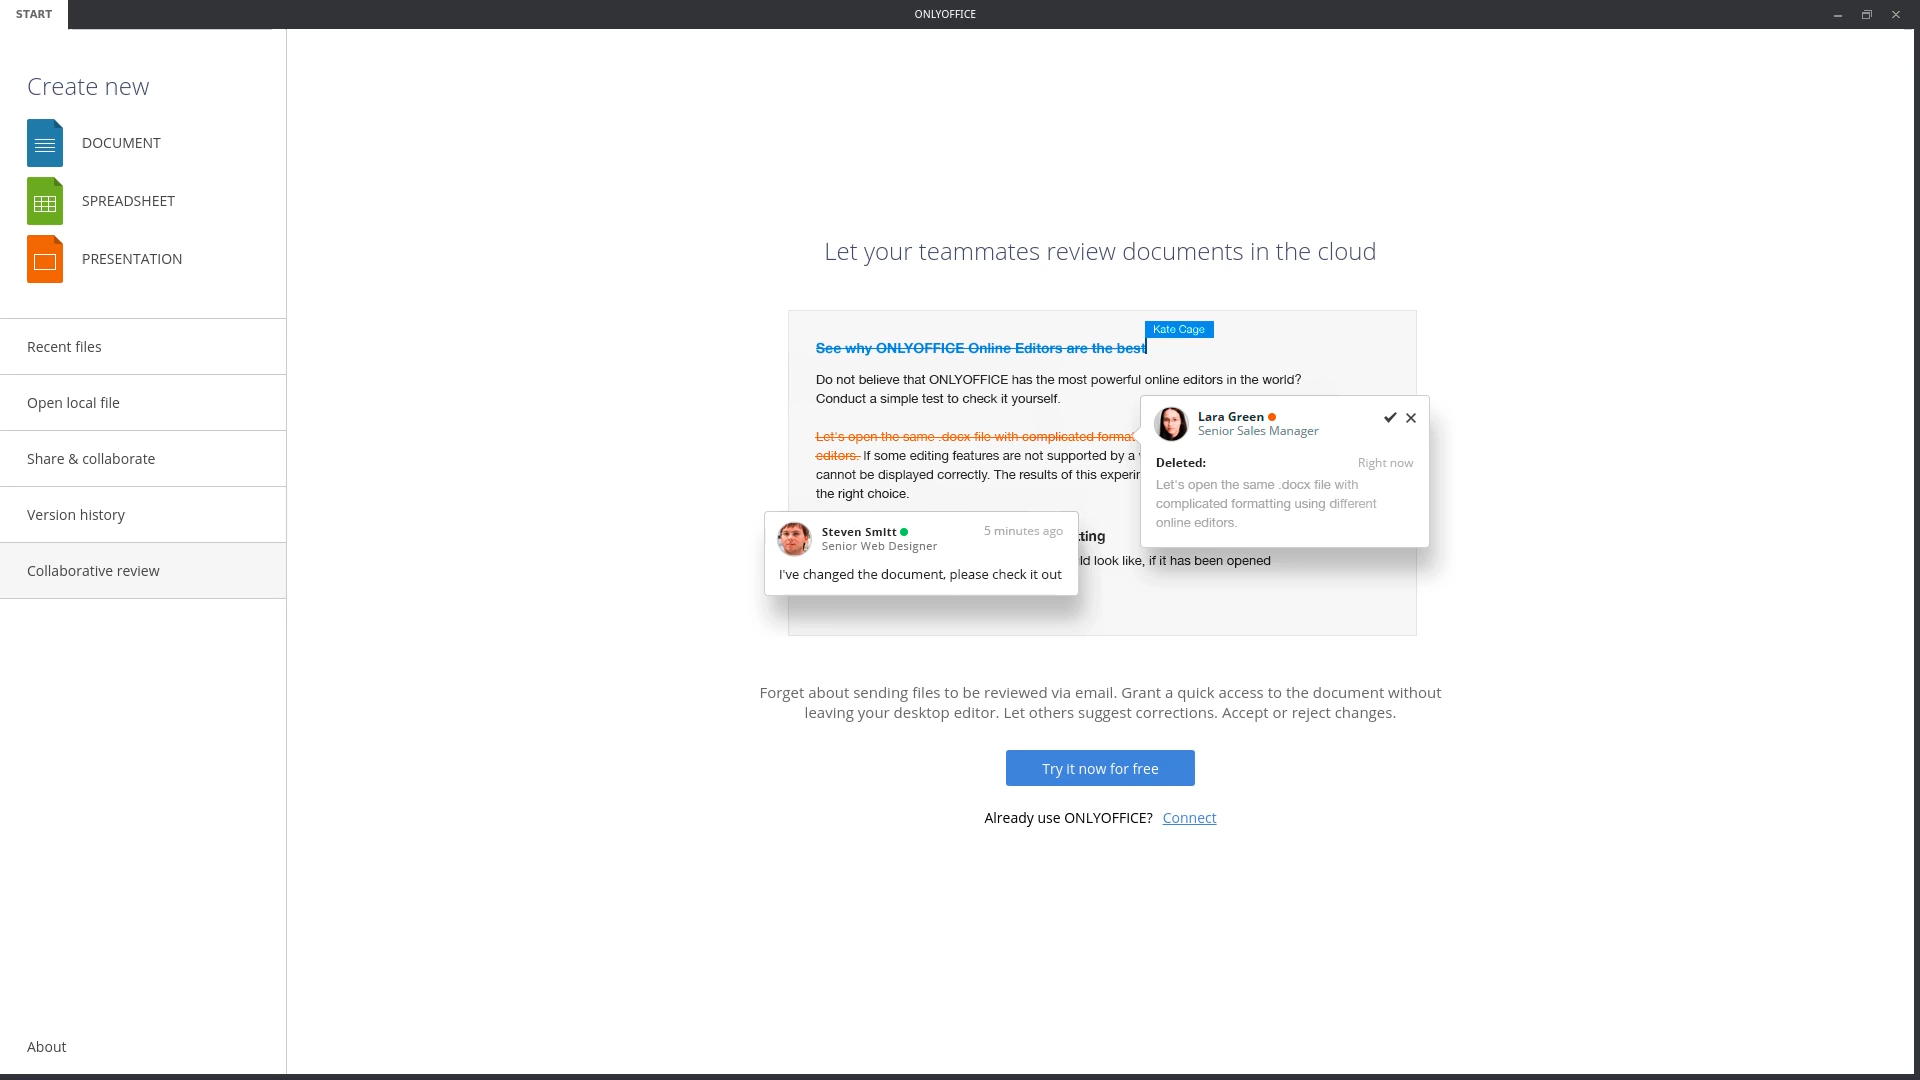 START
ONLYOFFICE
Create new
DOCUMENT
SPREADSHEET
PRESENTATION
Recent files
Open local file
Share & collaborate
Version history
Collaborative review
About
Let your teammates review documents in the cloud
Kate Cage
See why ONLYOFFICE Online Editors are the best
Do not believe that ONLYOFFICE has the most powerful online editors in the world?
Conduct a simple test to check it yourself.
Let's open the same .docx file with complicated format
editors. If some editing features are not supported by a
cannot be displayed correctly. The results of this experi
the right choice.
tting
ld look like, if it has been opened
Lara Green
Senior Sales Manager
Deleted: Right now
Let's open the same .docx file with
complicated formatting using different
online editors.
Steven Smitt 5 minutes ago
Senior Web Designer
I've changed the document, please check it out
Forget about sending files to be reviewed via email. Grant a quick access to the document without
leaving your desktop editor. Let others suggest corrections. Accept or reject changes.
Try it now for free
Already use ONLYOFFICE? Connect